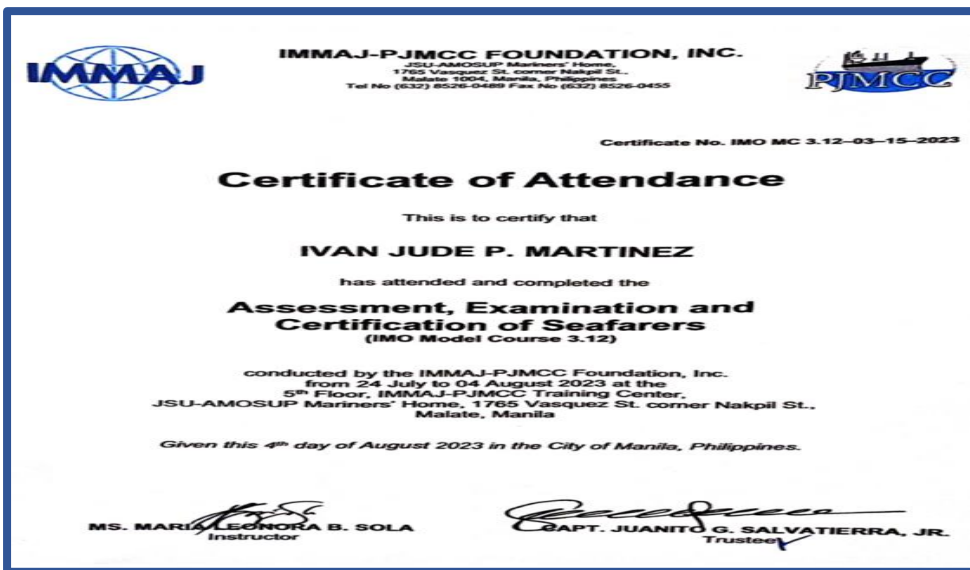 IMMAJ
IMMAJ-PJMCC FOUNDATION, INC.
JSU-AMOSUP Mariners' Home,
1765 Vasquez St. corner Nakpil St.,
Malate 1004, Manila, Philippines
Tel No (632) 8526-0489 Fax No (632) 8526-0455
PJMCC
Certificate No. IMO MC 3.12–03–15–2023
Certificate of Attendance
This is to certify that
IVAN JUDE P. MARTINEZ
has attended and completed the
Assessment, Examination and
Certification of Seafarers
(IMO Model Course 3.12)
conducted by the IMMAJ-PJMCC Foundation, Inc.
from 24 July to 04 August 2023 at the
5th Floor, IMMAJ-PJMCC Training Center,
JSU-AMOSUP Mariners' Home, 1765 Vasquez St. corner Nakpil St.,
Malate, Manila
Given this 4th day of August 2023 in the City of Manila, Philippines.
MS. MARIA LEONORA B. SOLA
Instructor
CAPT. JUANITO G. SALVATIERRA, JR.
Trustee